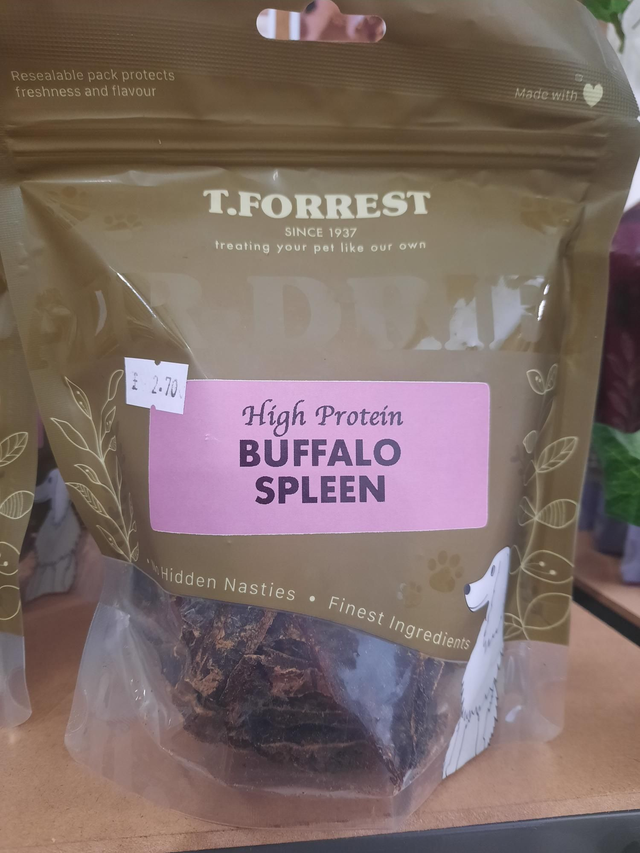 Resealable pack protects
freshness and flavour
Made with
T.FORREST
SINCE 1937
treating your pet like our own
£ 2.70
High Protein
BUFFALO
SPLEEN
No Hidden Nasties • Finest Ingredients